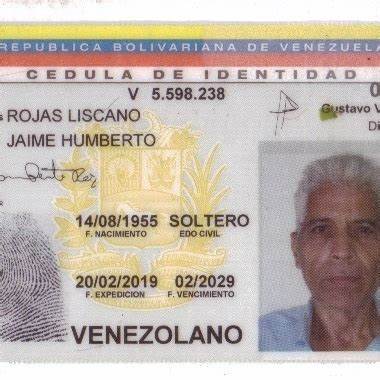 REPUBLICA BOLIVARIANA DE VENEZUELA
CEDULA DE IDENTIDAD
V 5.598.238
ROJAS LISCANO
Gustavo V
JAIME HUMBERTO
Di
14/08/1955 SOLTERO
F. NACIMIENTO EDO CIVIL
20/02/2019 02/2029
F. EXPEDICION F. VENCIMIENTO
VENEZOLANO